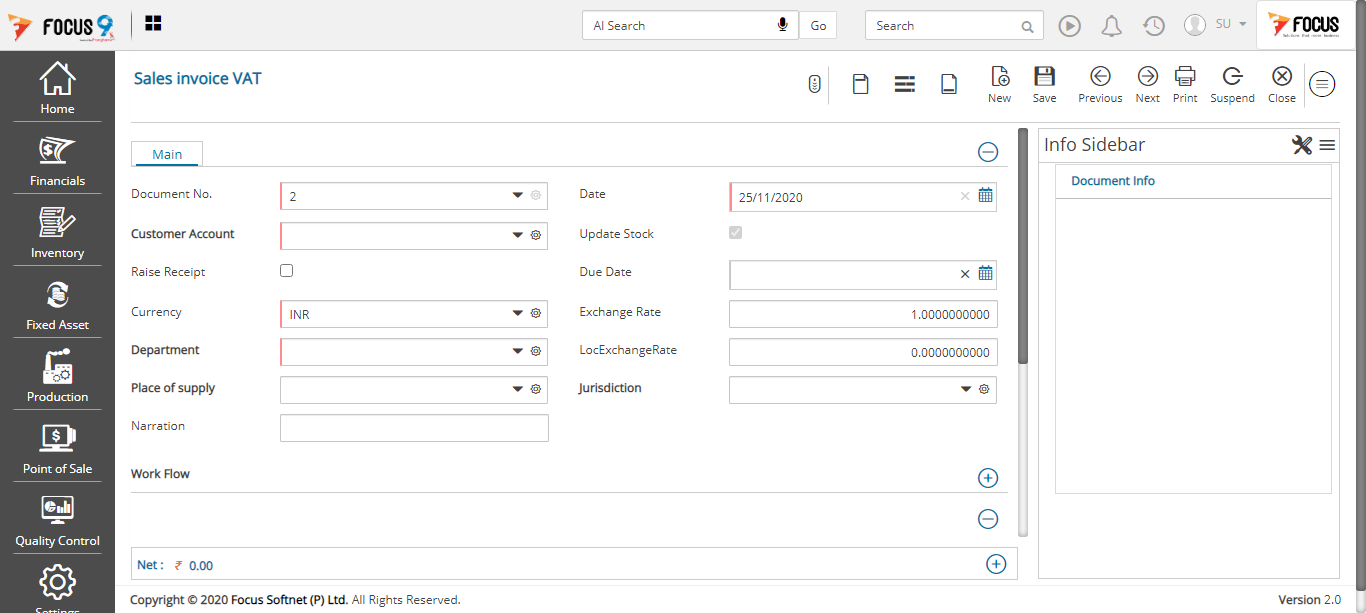 FOCUS 9
AI Search
Go
Search
SU
FOCUS
Home
Financials
Inventory
Fixed Asset
Production
Point of Sale
Quality Control
Settings
Sales invoice VAT
New
Save
Previous
Next
Print
Suspend
Close
Main
Document No.
2
Date
25/11/2020
Customer Account
Update Stock
Raise Receipt
Due Date
Currency
INR
Exchange Rate
1.0000000000
Department
LocExchangeRate
0.0000000000
Place of supply
Jurisdiction
Narration
Work Flow
Net : ₹ 0.00
Info Sidebar
Document Info
Copyright © 2020 Focus Softnet (P) Ltd. All Rights Reserved.
Version 2.0